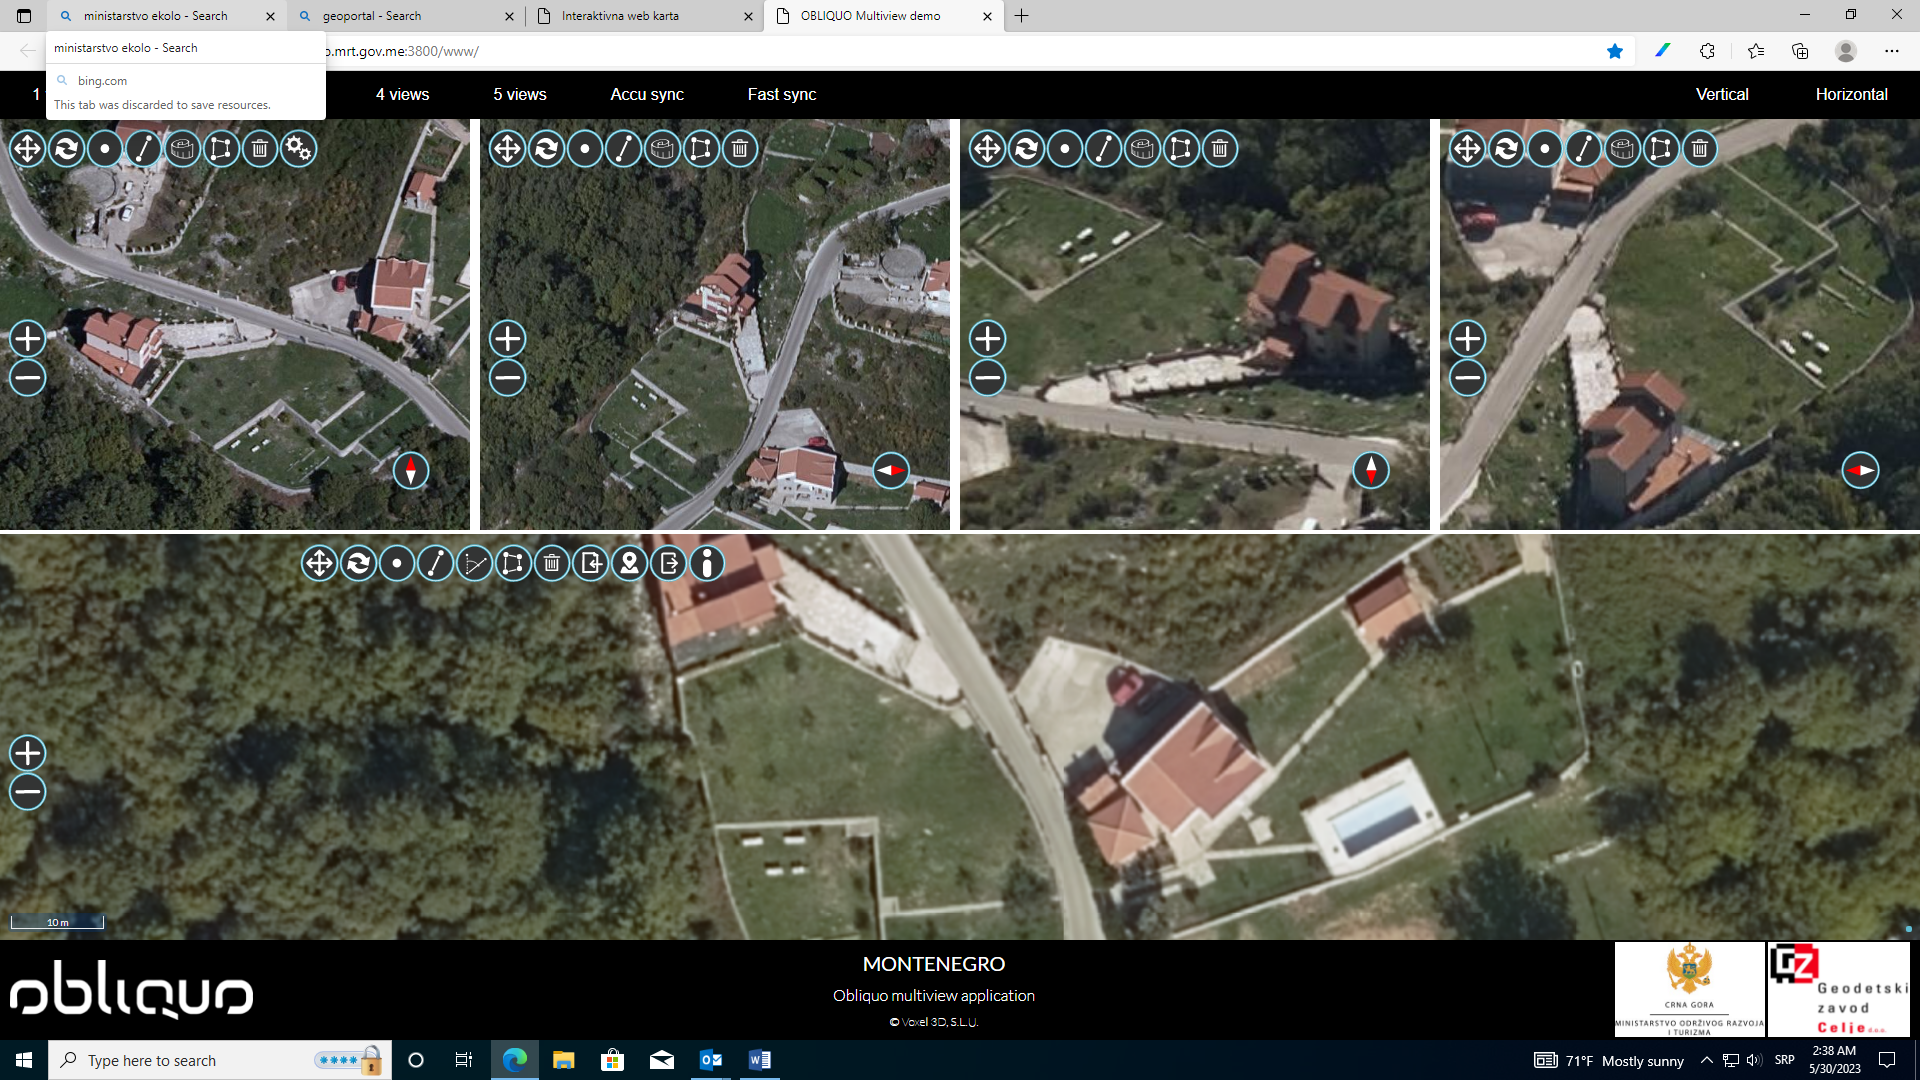 ministarstvo ekolo - Search
geoportal - Search
Interaktivna web karta
OBLIQUO Multiview demo
ministarstvo ekolo - Search
bing.com
This tab was discarded to save resources.
o.mrt.gov.me:3800/www/
1
4 views
5 views
Accu sync
Fast sync
Vertical
Horizontal
10 m
obliquo
MONTENEGRO
Obliquo multiview application
© Voxel 3D, S.L.U.
CRNA GORA
MINISTARSTVO ODRŽIVOG RAZVOJA
I TURIZMA
GZ
Geodetski
zavod
Celje d.o.o.
Type here to search
71°F Mostly sunny
SRP
2:38 AM
5/30/2023